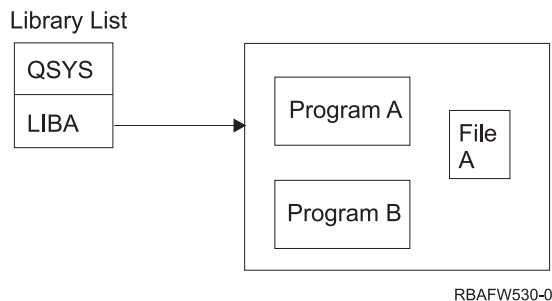 Library List
QSYS
LIBA
Program A
File
A
Program B
RBAFW530-0